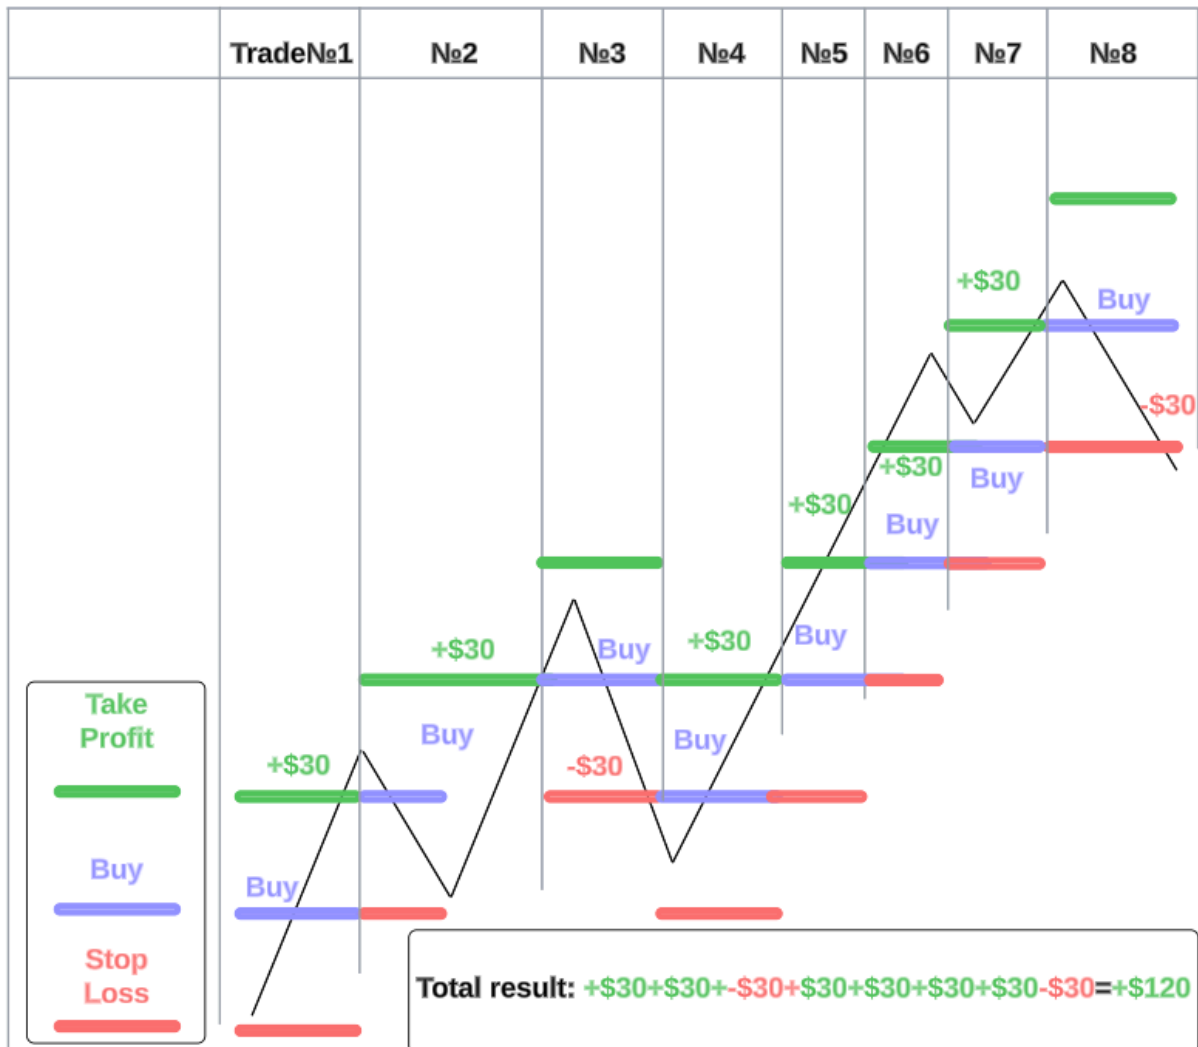 Trade№1 №2 №3 №4 №5 №6 №7 №8
+$30
Buy
-$30
+$30
+$30
Buy
+$30
Buy
Buy
+$30
Buy
+$30
Buy
Take
Profit
Buy
Buy
-$30
+$30
Buy
Buy
Stop
Loss
Total result: +$30+$30+-$30+$30+$30+$30+$30-$30=+$120